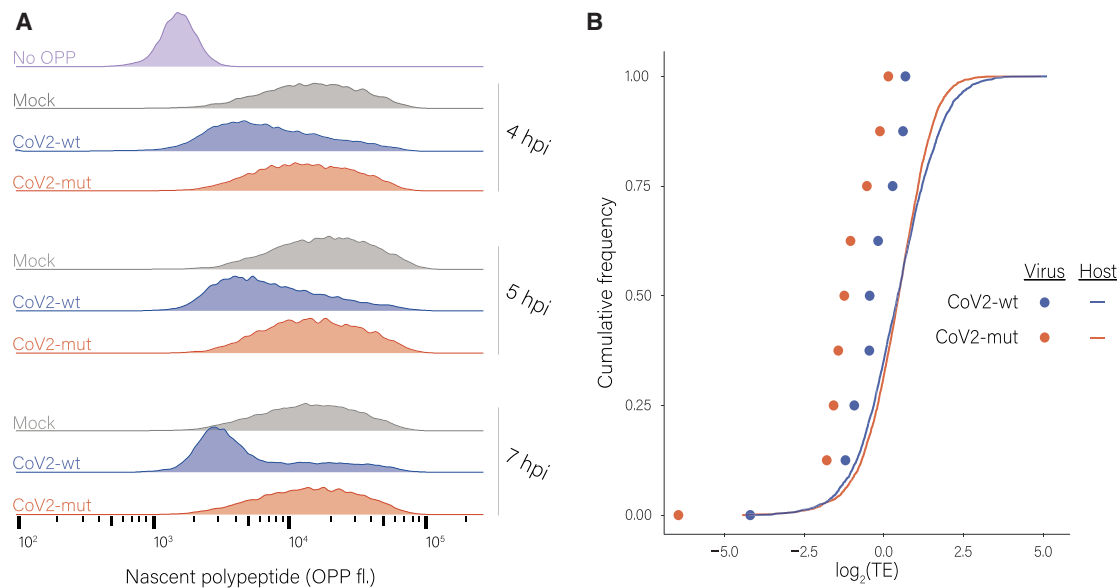 A
No OPP
Mock
CoV2-wt
CoV2-mut
4 hpi
Mock
CoV2-wt
CoV2-mut
5 hpi
Mock
CoV2-wt
CoV2-mut
7 hpi
10² 10³ 10⁴ 10⁵
Nascent polypeptide (OPP fl.)
B
1.00
0.75
0.50
0.25
0.00
Cumulative frequency
−5.0 −2.5 0.0 2.5 5.0
log₂(TE)
Virus Host
CoV2-wt
CoV2-mut